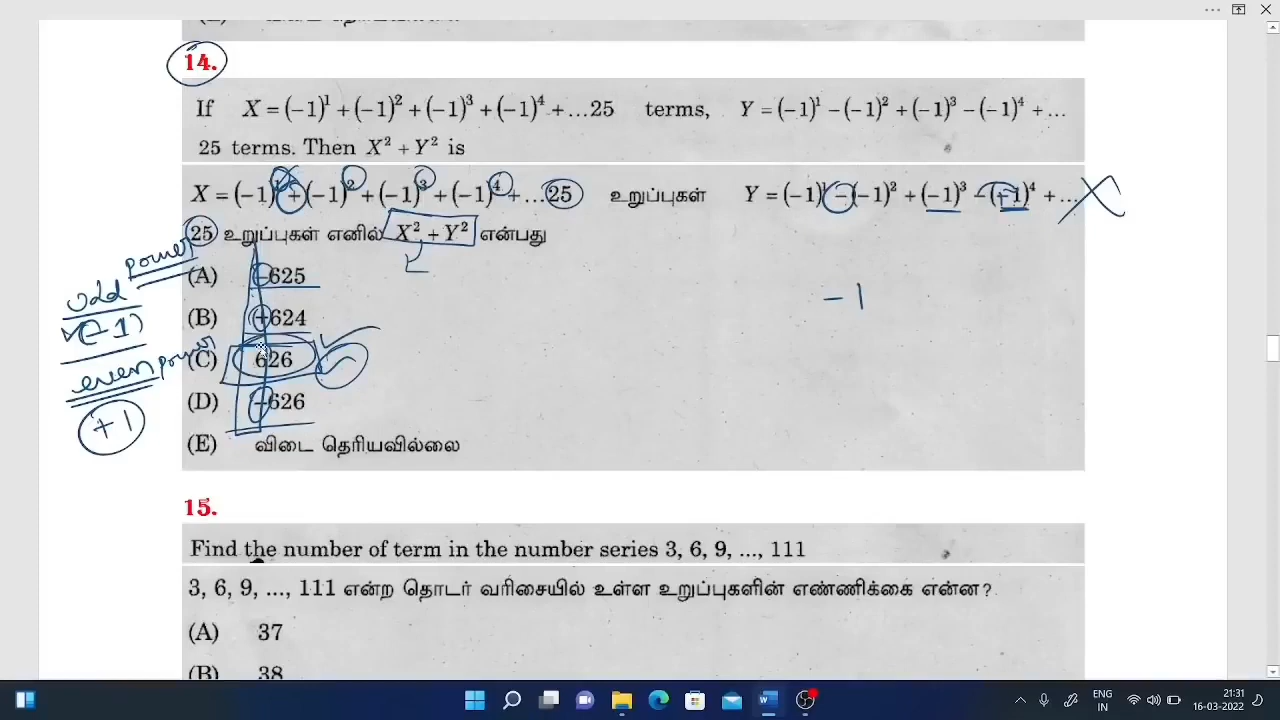 14.
If X = (−1)¹ + (−1)² + (−1)³ + (−1)⁴ + ...25 terms, Y = (−1)¹ − (−1)² + (−1)³ − (−1)⁴ + ...
25 terms. Then X² + Y² is
X = (−1)¹ + (−1)² + (−1)³ + (−1)⁴ + ...25 உறுப்புகள் Y = (−1)¹ − (−1)² + (−1)³ − (−1)⁴ + ...
25 உறுப்புகள் எனில் X² + Y² என்பது
power
(A) −625
odd
−1
(B) +624
(−1)
(C) 626
even power
(D) −626
+1
(E) விடை தெரியவில்லை
15.
Find the number of term in the number series 3, 6, 9, ..., 111
3, 6, 9, ..., 111 என்ற தொடர் வரிசையில் உள்ள உறுப்புகளின் எண்ணிக்கை என்ன?
(A) 37
(B) 38
ENG
IN
21:31
16-03-2022